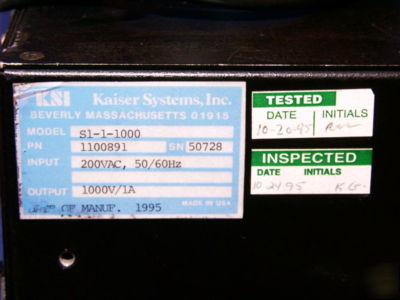 KSI Kaiser Systems, Inc.
BEVERLY MASSACHUSETTS 01915
MODEL S1-1-1000
PN 1100891 SN 50728
INPUT 200VAC, 50/60Hz
OUTPUT 1000V/1A
OF MANUF. 1995
MADE IN USA
TESTED
DATE INITIALS
10-20-95
INSPECTED
DATE INITIALS
10 24 95 KG.